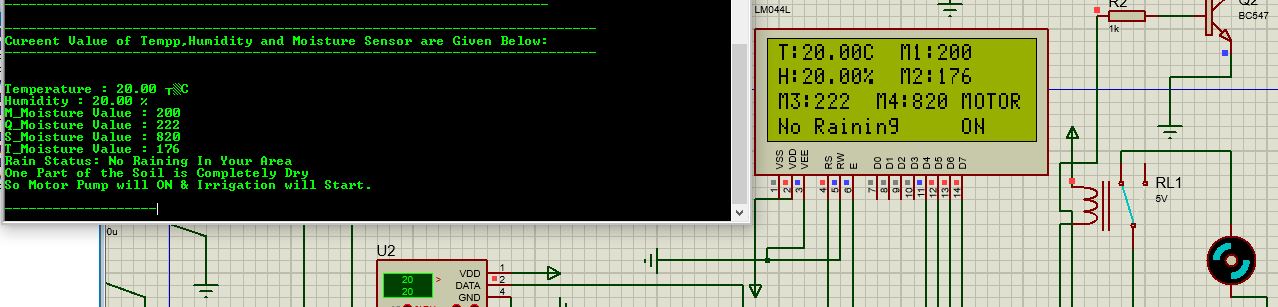 Cureent Value of Tempp,Humidity and Moisture Sensor are Given Below:
Temperature : 20.00 ┬░C
Humidity : 20.00 %
M_Moisture Value : 200
Q_Moisture Value : 222
S_Moisture Value : 820
T_Moisture Value : 176
Rain Status: No Raining In Your Area
One Part of the Soil is Completely Dry
So Motor Pump will ON & Irrigation will Start.
LM044L
T:20.00C M1:200
H:20.00% M2:176
M3:222 M4:820 MOTOR
No Raining ON
VSS VDD VEE RS RW E D0 D1 D2 D3 D4 D5 D6 D7
1 2 3 4 5 6 7 8 9 10 11 12 13 14
R2
1k
Q2
BC547
RL1
5V
0u
U2
20 >
20
VDD 1
DATA 2
GND 4